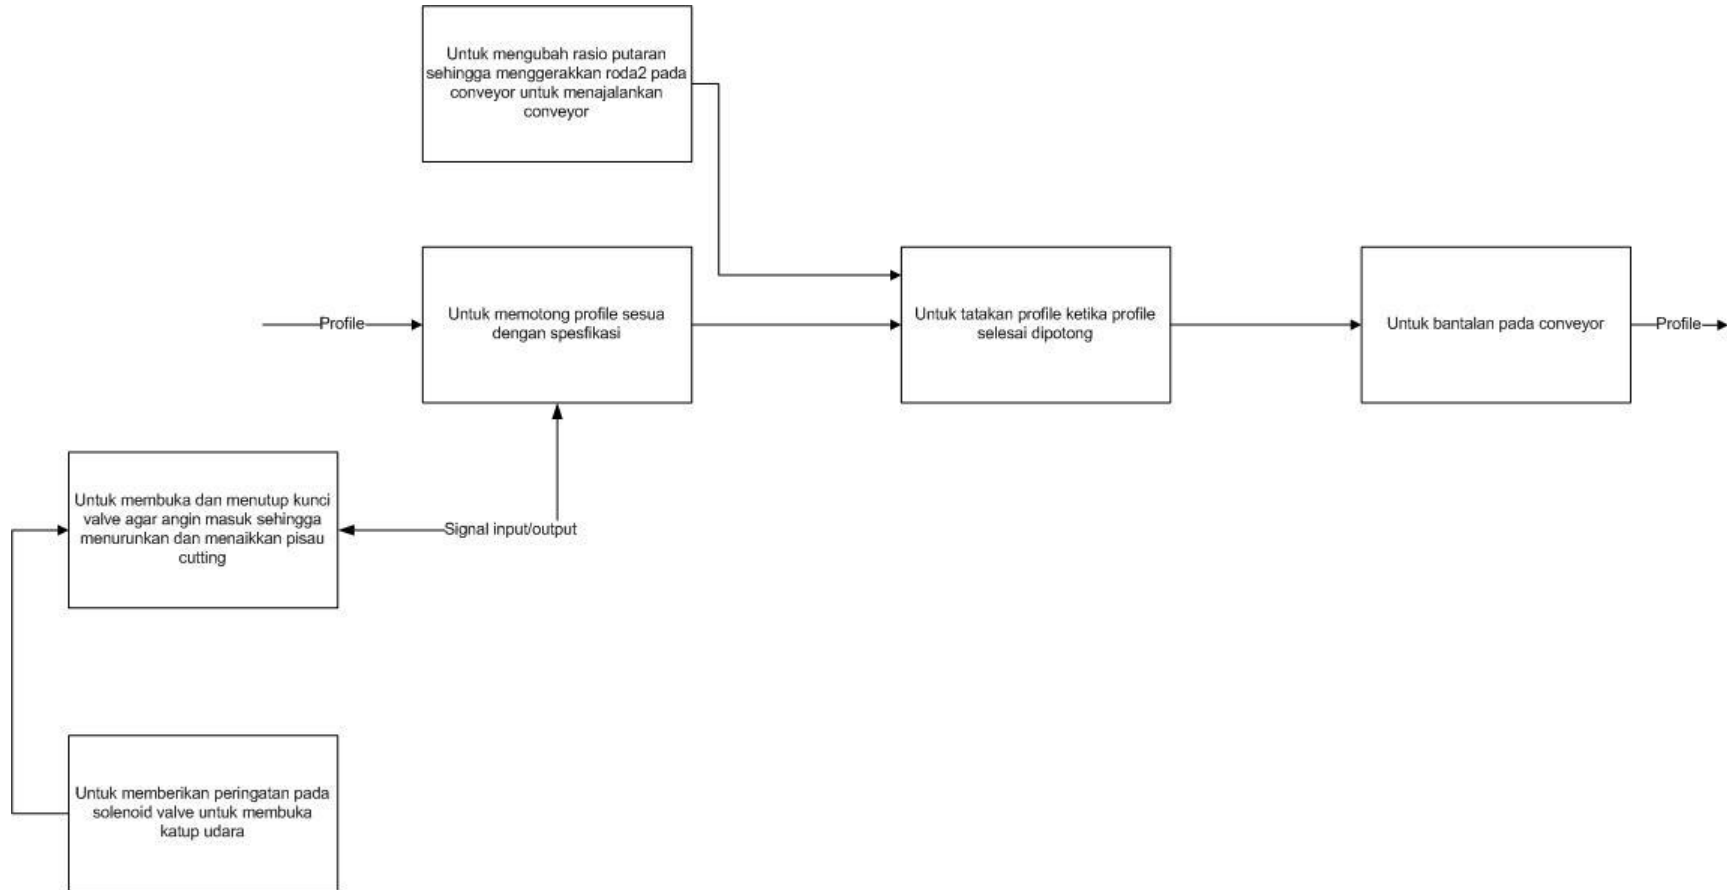 Untuk mengubah rasio putaran
sehingga menggerakkan roda2 pada
conveyor untuk menajalankan
conveyor
Profile
Untuk memotong profile sesua
dengan spesfikasi
Untuk tatakan profile ketika profile
selesai dipotong
Untuk bantalan pada conveyor
Profile
Untuk membuka dan menutup kunci
valve agar angin masuk sehingga
menurunkan dan menaikkan pisau
cutting
Signal input/output
Untuk memberikan peringatan pada
solenoid valve untuk membuka
katup udara